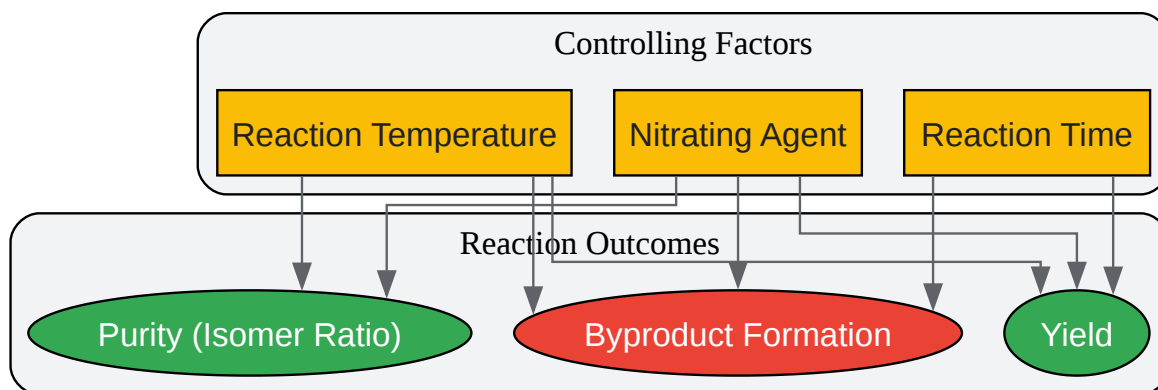 Controlling Factors
Reaction Temperature
Nitrating Agent
Reaction Time
Reaction Outcomes
Purity (Isomer Ratio)
Byproduct Formation
Yield